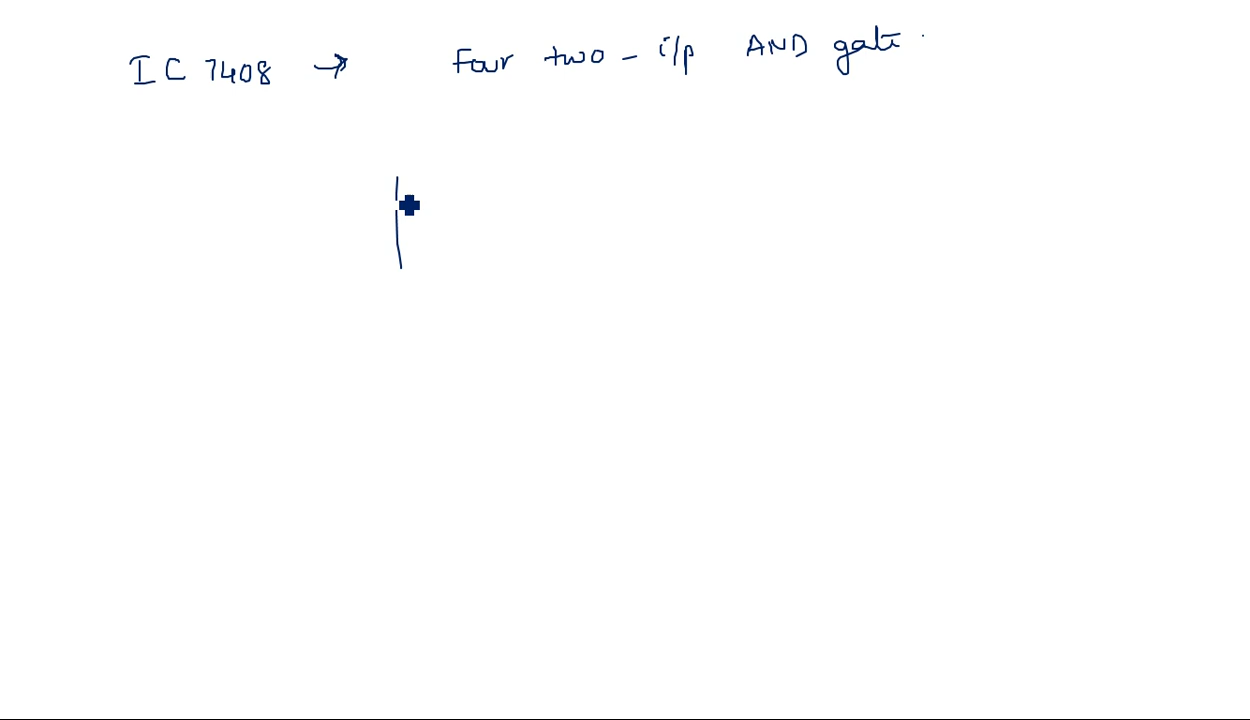 IC 7408 → Four two - i/p AND gate.